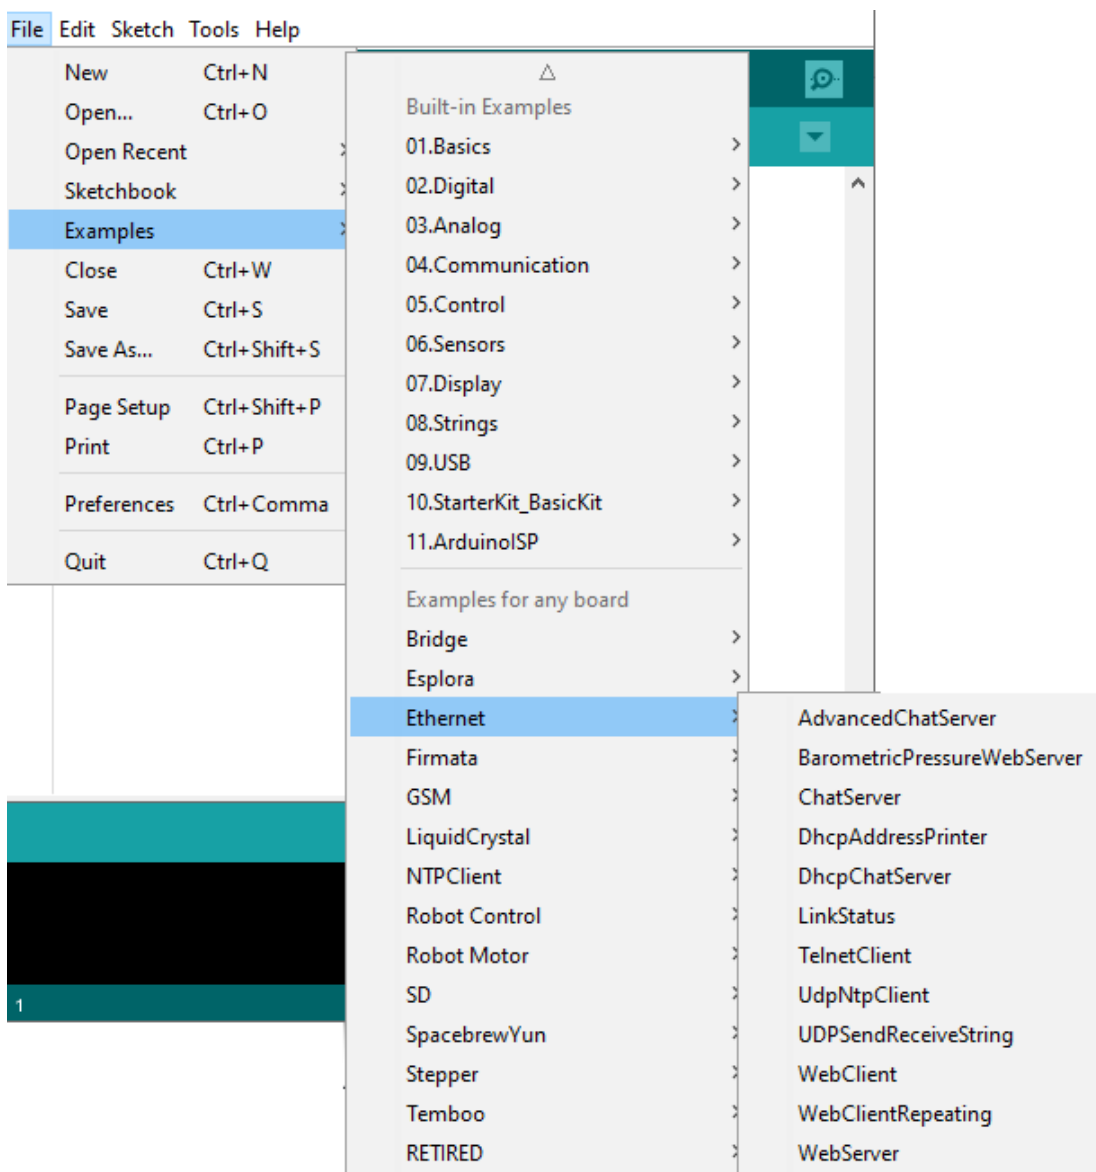 File Edit Sketch Tools Help
New Ctrl+N
Open... Ctrl+O
Open Recent
Sketchbook
Examples
Close Ctrl+W
Save Ctrl+S
Save As... Ctrl+Shift+S
Page Setup Ctrl+Shift+P
Print Ctrl+P
Preferences Ctrl+Comma
Quit Ctrl+Q
Built-in Examples
01.Basics
02.Digital
03.Analog
04.Communication
05.Control
06.Sensors
07.Display
08.Strings
09.USB
10.StarterKit_BasicKit
11.ArduinoISP
Examples for any board
Bridge
Esplora
Ethernet
Firmata
GSM
LiquidCrystal
NTPClient
Robot Control
Robot Motor
SD
SpacebrewYun
Stepper
Temboo
RETIRED
AdvancedChatServer
BarometricPressureWebServer
ChatServer
DhcpAddressPrinter
DhcpChatServer
LinkStatus
TelnetClient
UdpNtpClient
UDPSendReceiveString
WebClient
WebClientRepeating
WebServer
1